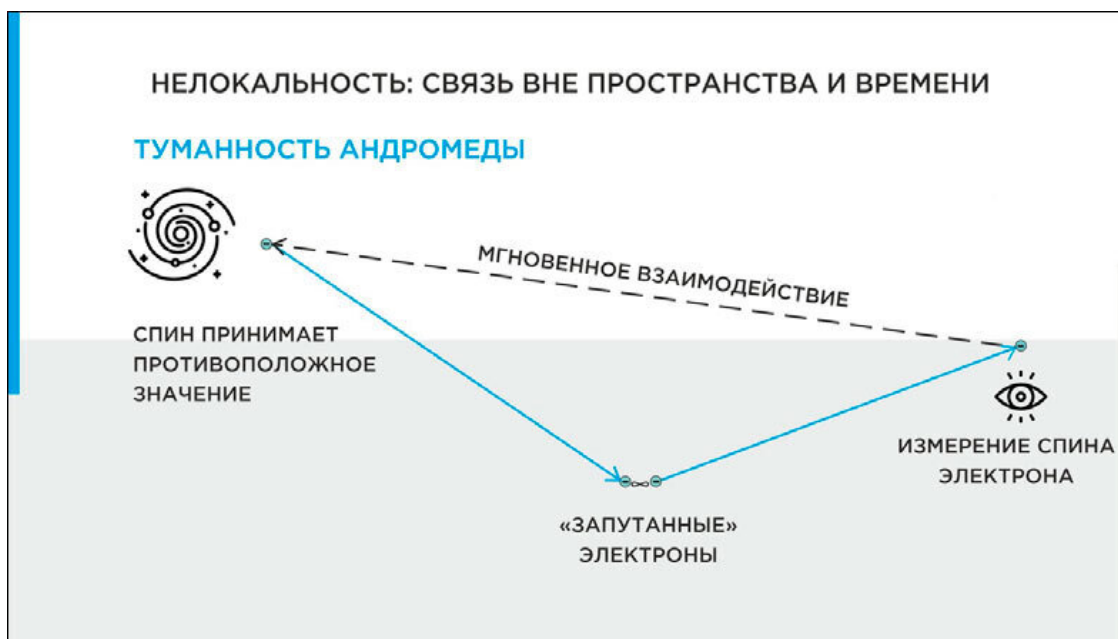 НЕЛОКАЛЬНОСТЬ: СВЯЗЬ ВНЕ ПРОСТРАНСТВА И ВРЕМЕНИ
ТУМАННОСТЬ АНДРОМЕДЫ
МГНОВЕННОЕ ВЗАИМОДЕЙСТВИЕ
СПИН ПРИНИМАЕТ
ПРОТИВОПОЛОЖНОЕ
ЗНАЧЕНИЕ
ИЗМЕРЕНИЕ СПИНА
ЭЛЕКТРОНА
«ЗАПУТАННЫЕ»
ЭЛЕКТРОНЫ